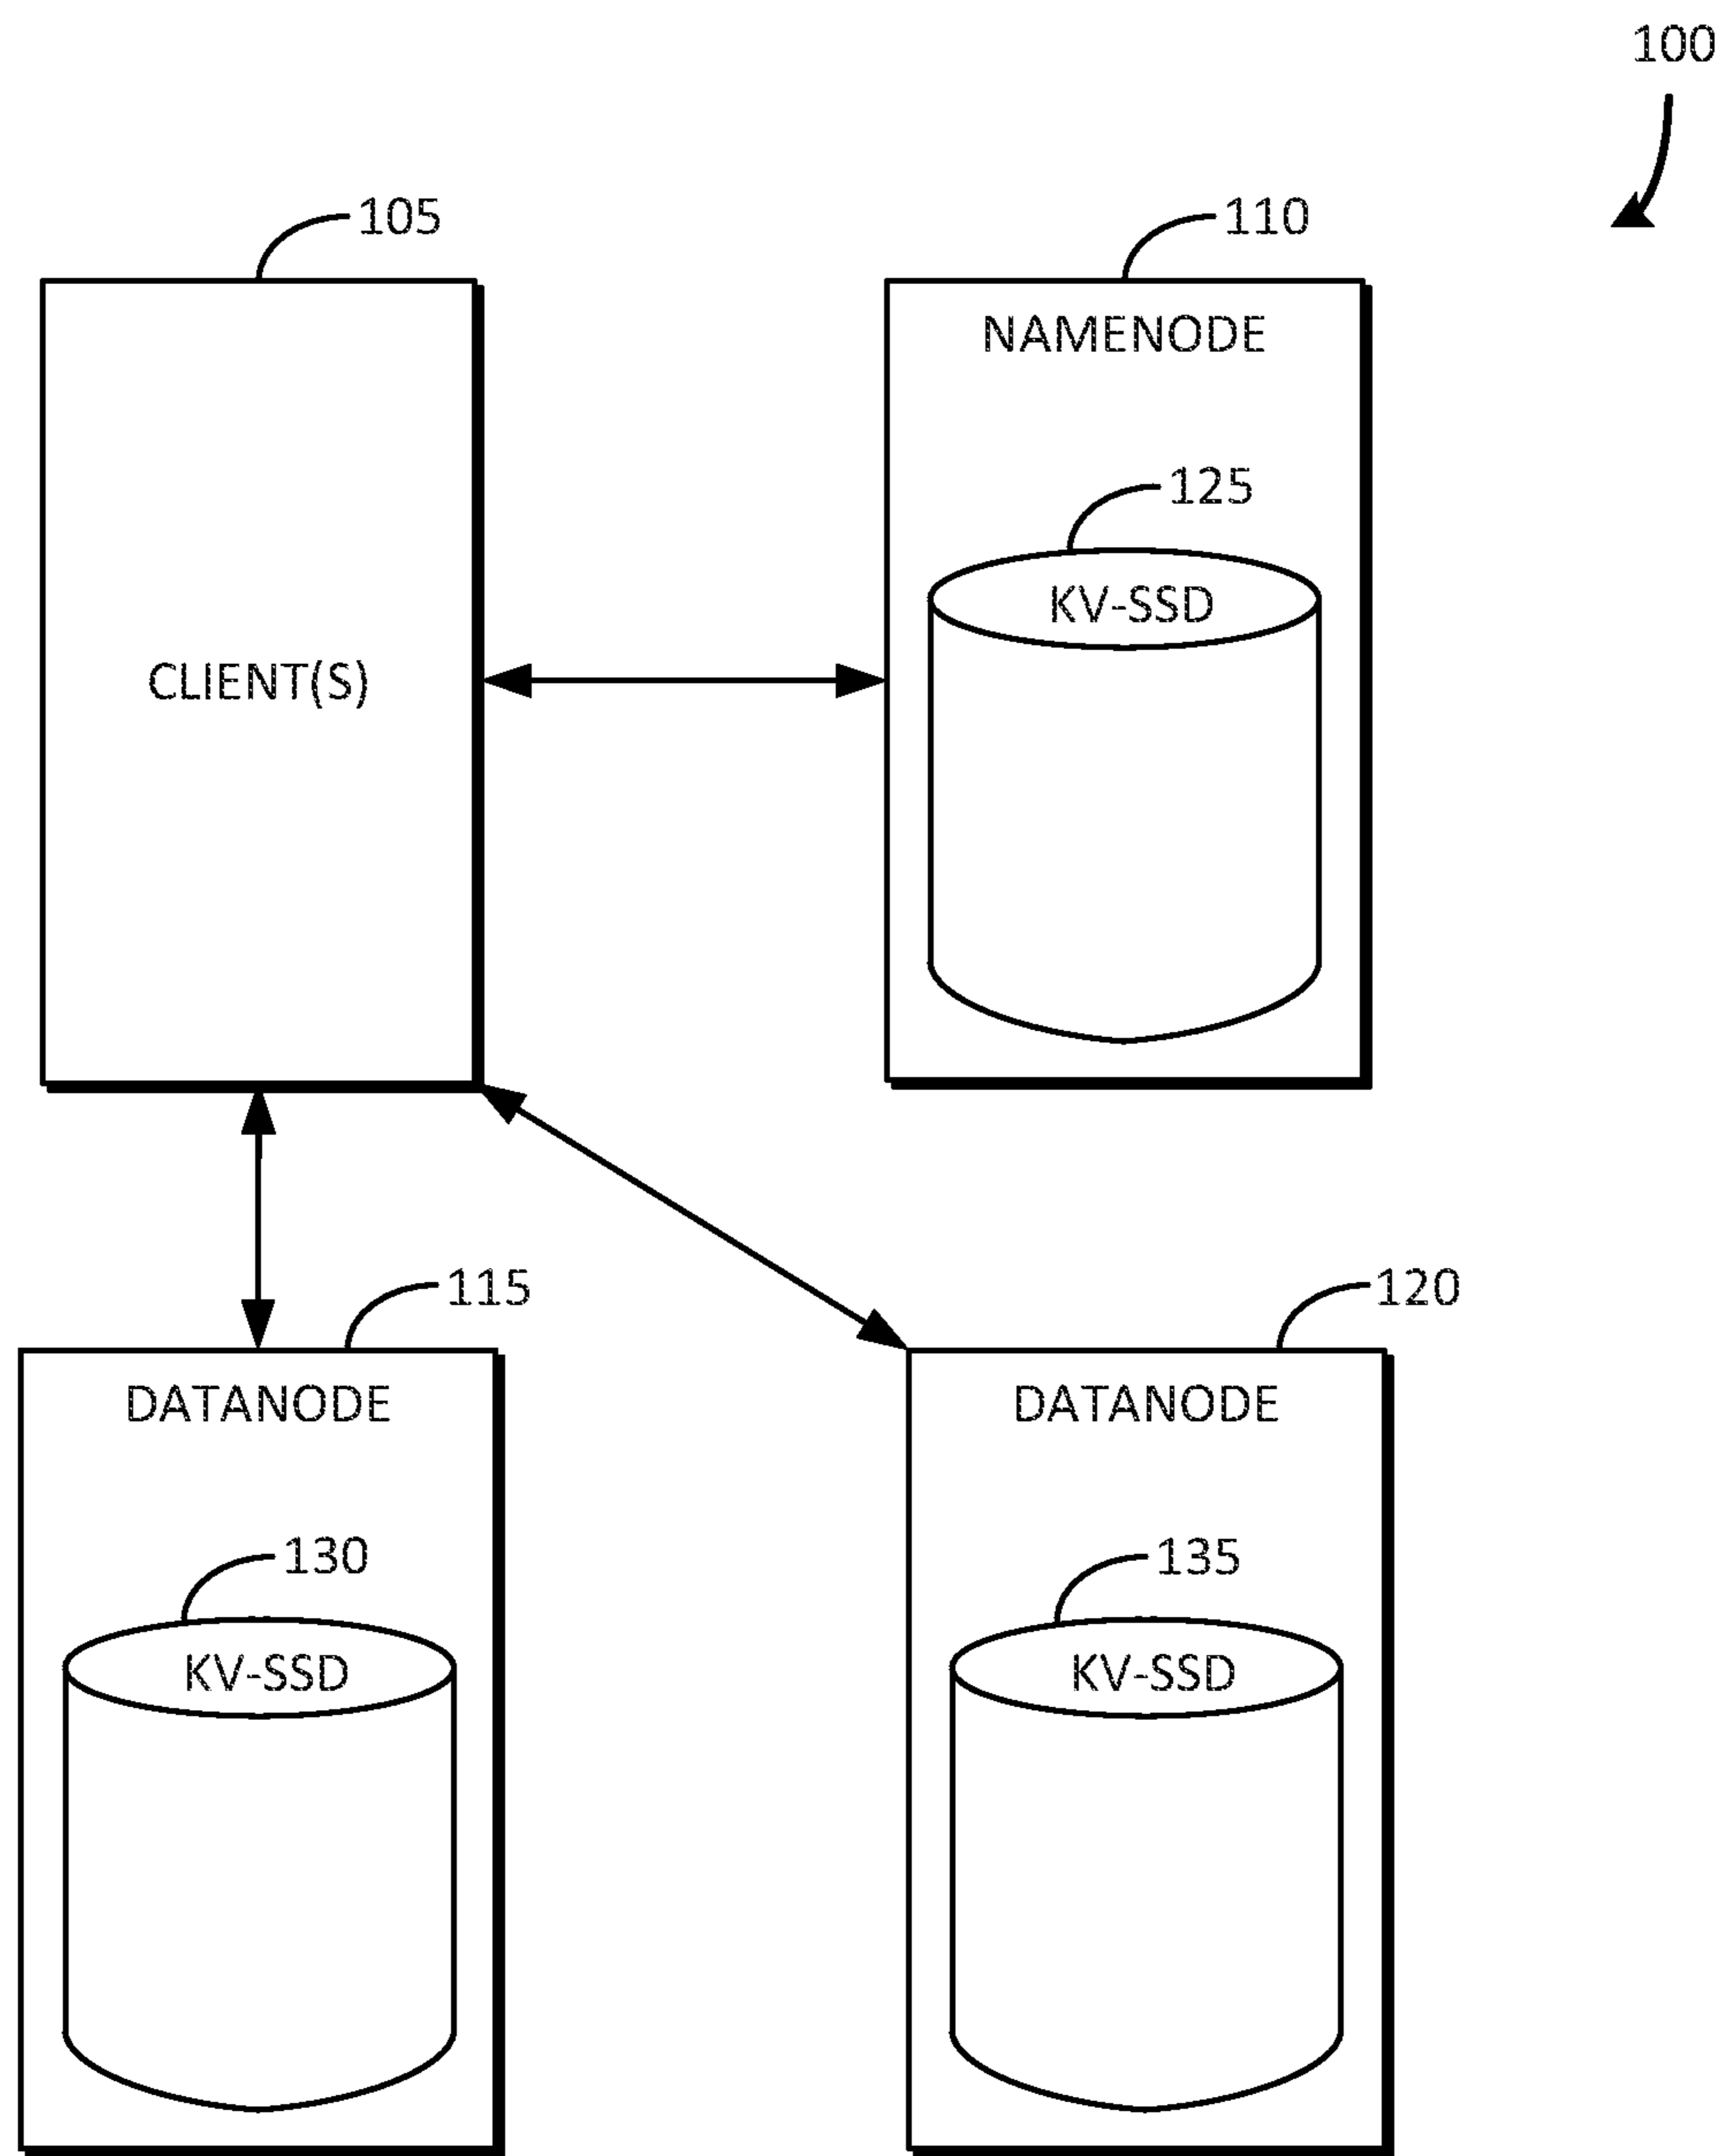 100
105
110
NAMENODE
125
KV-SSD
CLIENT(S)
115
120
DATANODE
DATANODE
130
135
KV-SSD
KV-SSD